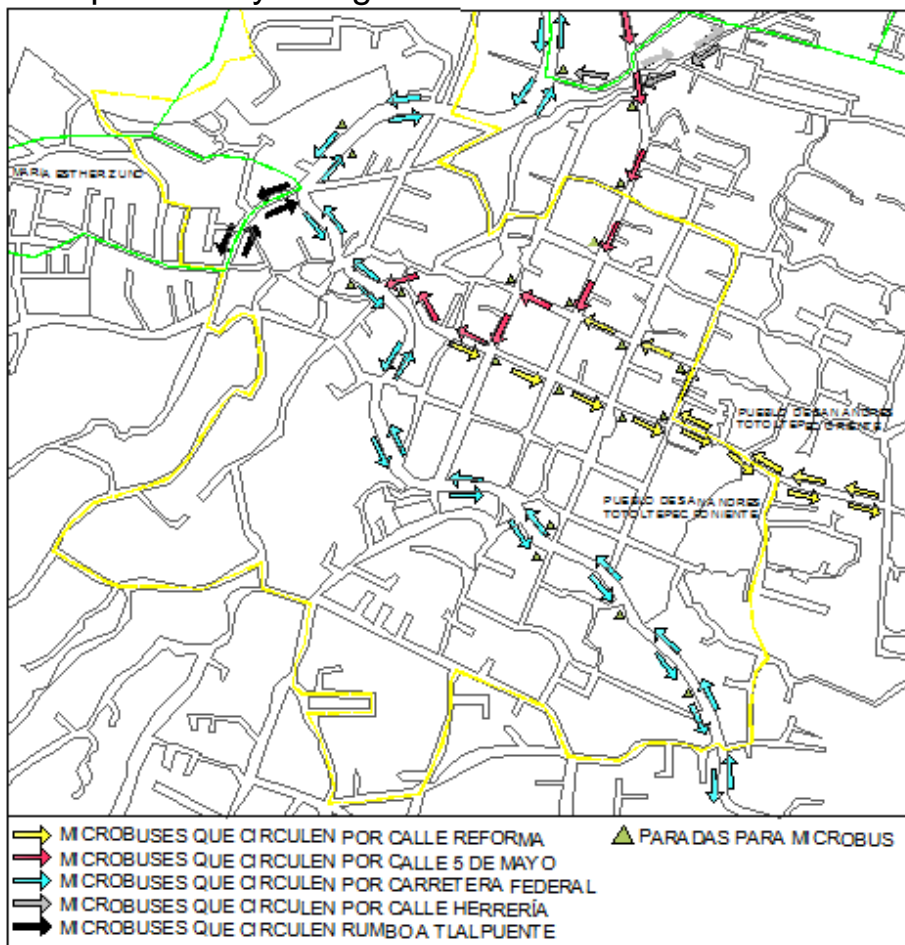 MARIA ESTHER ZUNO
PUEBLO DE SAN ANDRES
TOTOLTEPEC ORIENTE
PUEBLO DE SAN ANDRES
TOTOLTEPEC PONIENTE
MICROBUSES QUE CIRCULEN POR CALLE REFORMA
PARADAS PARA MICROBUS
MICROBUSES QUE CIRCULEN POR CALLE 5 DE MAYO
MICROBUSES QUE CIRCULEN POR CARRETERA FEDERAL
MICROBUSES QUE CIRCULEN POR CALLE HERRERÍA
MICROBUSES QUE CIRCULEN RUMBO A TLALPUENTE